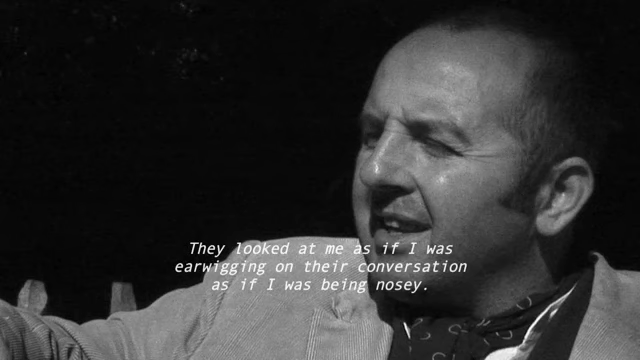 They looked at me as if I was
earwigging on their conversation
as if I was being nosey.